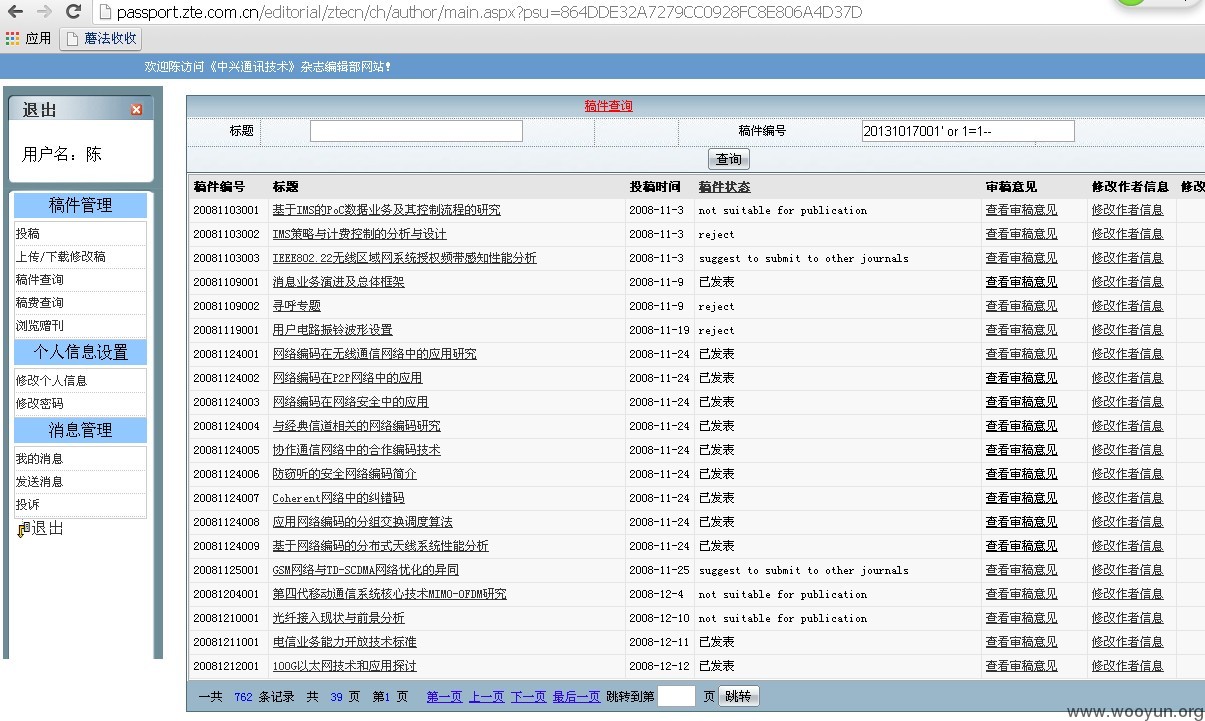 passport.zte.com.cn/editorial/ztecn/ch/author/main.aspx?psu=864DDE32A7279CC0928FC8E806A4D37D
应用 蘑法收收
欢迎陈访问《中兴通讯技术》杂志编辑部网站!
退出
用户名：陈
稿件管理
投稿
上传/下载修改稿
稿件查询
稿费查询
浏览赠刊
个人信息设置
修改个人信息
修改密码
消息管理
我的消息
发送消息
投诉
退出
稿件查询
标题 稿件编号 20131017001' or 1=1--
查询
稿件编号 标题 投稿时间 稿件状态 审稿意见 修改作者信息 修改
20081103001 基于IMS的PoC数据业务及其控制流程的研究 2008-11-3 not suitable for publication 查看审稿意见 修改作者信息
20081103002 IMS策略与计费控制的分析与设计 2008-11-3 reject 查看审稿意见 修改作者信息
20081103003 IEEE802.22无线区域网系统授权频带感知性能分析 2008-11-3 suggest to submit to other journals 查看审稿意见 修改作者信息
20081109001 消息业务演进及总体框架 2008-11-9 已发表 查看审稿意见 修改作者信息
20081109002 寻呼专题 2008-11-9 reject 查看审稿意见 修改作者信息
20081119001 用户电路振铃波形设置 2008-11-19 reject 查看审稿意见 修改作者信息
20081124001 网络编码在无线通信网络中的应用研究 2008-11-24 已发表 查看审稿意见 修改作者信息
20081124002 网络编码在P2P网络中的应用 2008-11-24 已发表 查看审稿意见 修改作者信息
20081124003 网络编码在网络安全中的应用 2008-11-24 已发表 查看审稿意见 修改作者信息
20081124004 与经典信道相关的网络编码研究 2008-11-24 已发表 查看审稿意见 修改作者信息
20081124005 协作通信网络中的合作编码技术 2008-11-24 已发表 查看审稿意见 修改作者信息
20081124006 防窃听的安全网络编码简介 2008-11-24 已发表 查看审稿意见 修改作者信息
20081124007 Coherent网络中的纠错码 2008-11-24 已发表 查看审稿意见 修改作者信息
20081124008 应用网络编码的分组交换调度算法 2008-11-24 已发表 查看审稿意见 修改作者信息
20081124009 基于网络编码的分布式天线系统性能分析 2008-11-24 已发表 查看审稿意见 修改作者信息
20081125001 GSM网络与TD-SCDMA网络优化的异同 2008-11-25 suggest to submit to other journals 查看审稿意见 修改作者信息
20081204001 第四代移动通信系统核心技术MIMO-OFDM研究 2008-12-4 not suitable for publication 查看审稿意见 修改作者信息
20081210001 光纤接入现状与前景分析 2008-12-10 not suitable for publication 查看审稿意见 修改作者信息
20081211001 电信业务能力开放技术标准 2008-12-11 已发表 查看审稿意见 修改作者信息
20081212001 100G以太网技术和应用探讨 2008-12-12 已发表 查看审稿意见 修改作者信息
一共 762 条记录 共 39 页 第1 页 第一页 上一页 下一页 最后一页 跳转到第 页 跳转
www.wooyun.org